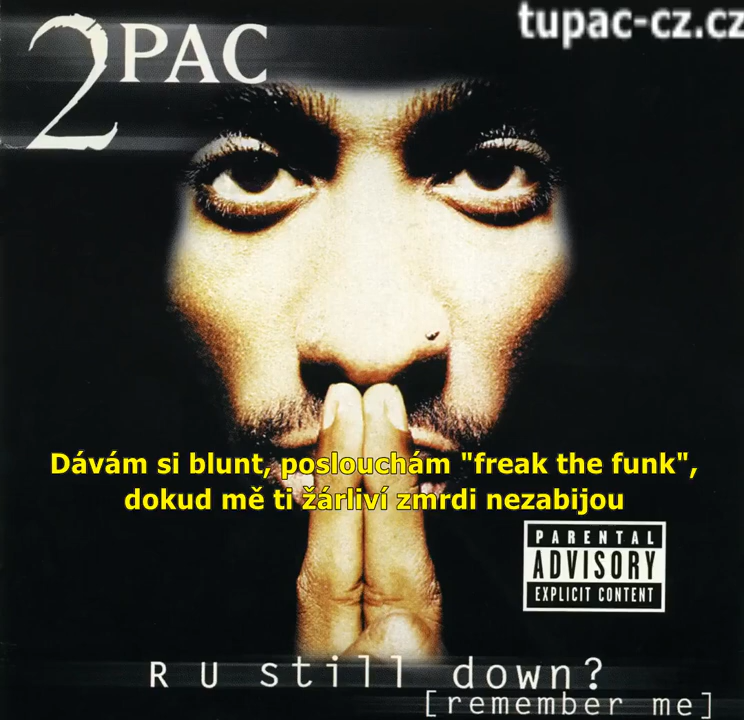 tupac-cz.cz
2PAC
Dávám si blunt, poslouchám "freak the funk",
dokud mě ti žárliví zmrdi nezabijou
PARENTAL
ADVISORY
EXPLICIT CONTENT
R U still down?
[remember me]